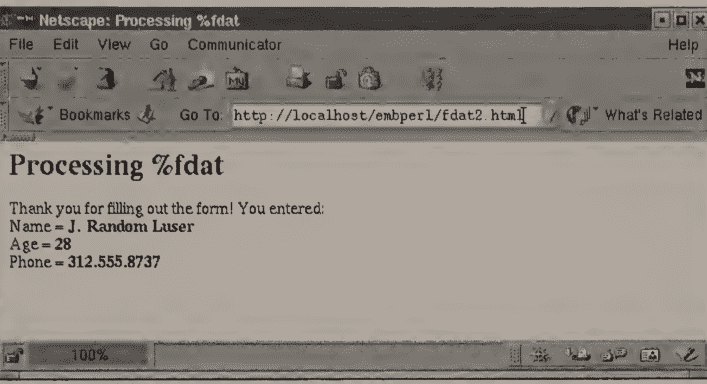 Netscape: Processing %fdat
File Edit View Go Communicator Help
Bookmarks Go To: http://localhost/embperl/fdat2.html What's Related
Processing %fdat
Thank you for filling out the form! You entered:
Name = J. Random Luser
Age = 28
Phone = 312.555.8737
100%